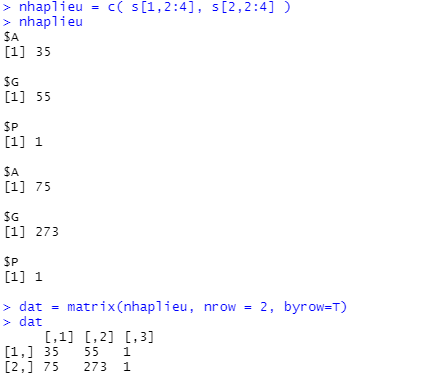 > nhaplieu = c( s[1,2:4], s[2,2:4] )
> nhaplieu
$A
[1] 35
$G
[1] 55
$P
[1] 1
$A
[1] 75
$G
[1] 273
$P
[1] 1
> dat = matrix(nhaplieu, nrow = 2, byrow=T)
> dat
[,1] [,2] [,3]
[1,] 35 55 1
[2,] 75 273 1